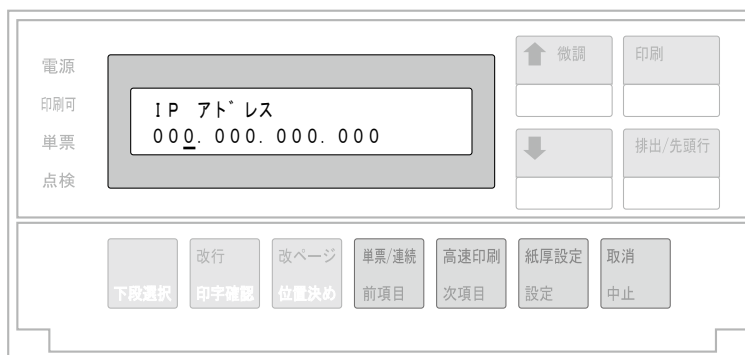 電源
印刷可
単票
点検
IP アドレス
000.000.000.000
微調
印刷
排出/先頭行
下段選択
改行
印字確認
改ページ
位置決め
単票/連続
前項目
高速印刷
次項目
紙厚設定
設定
取消
中止